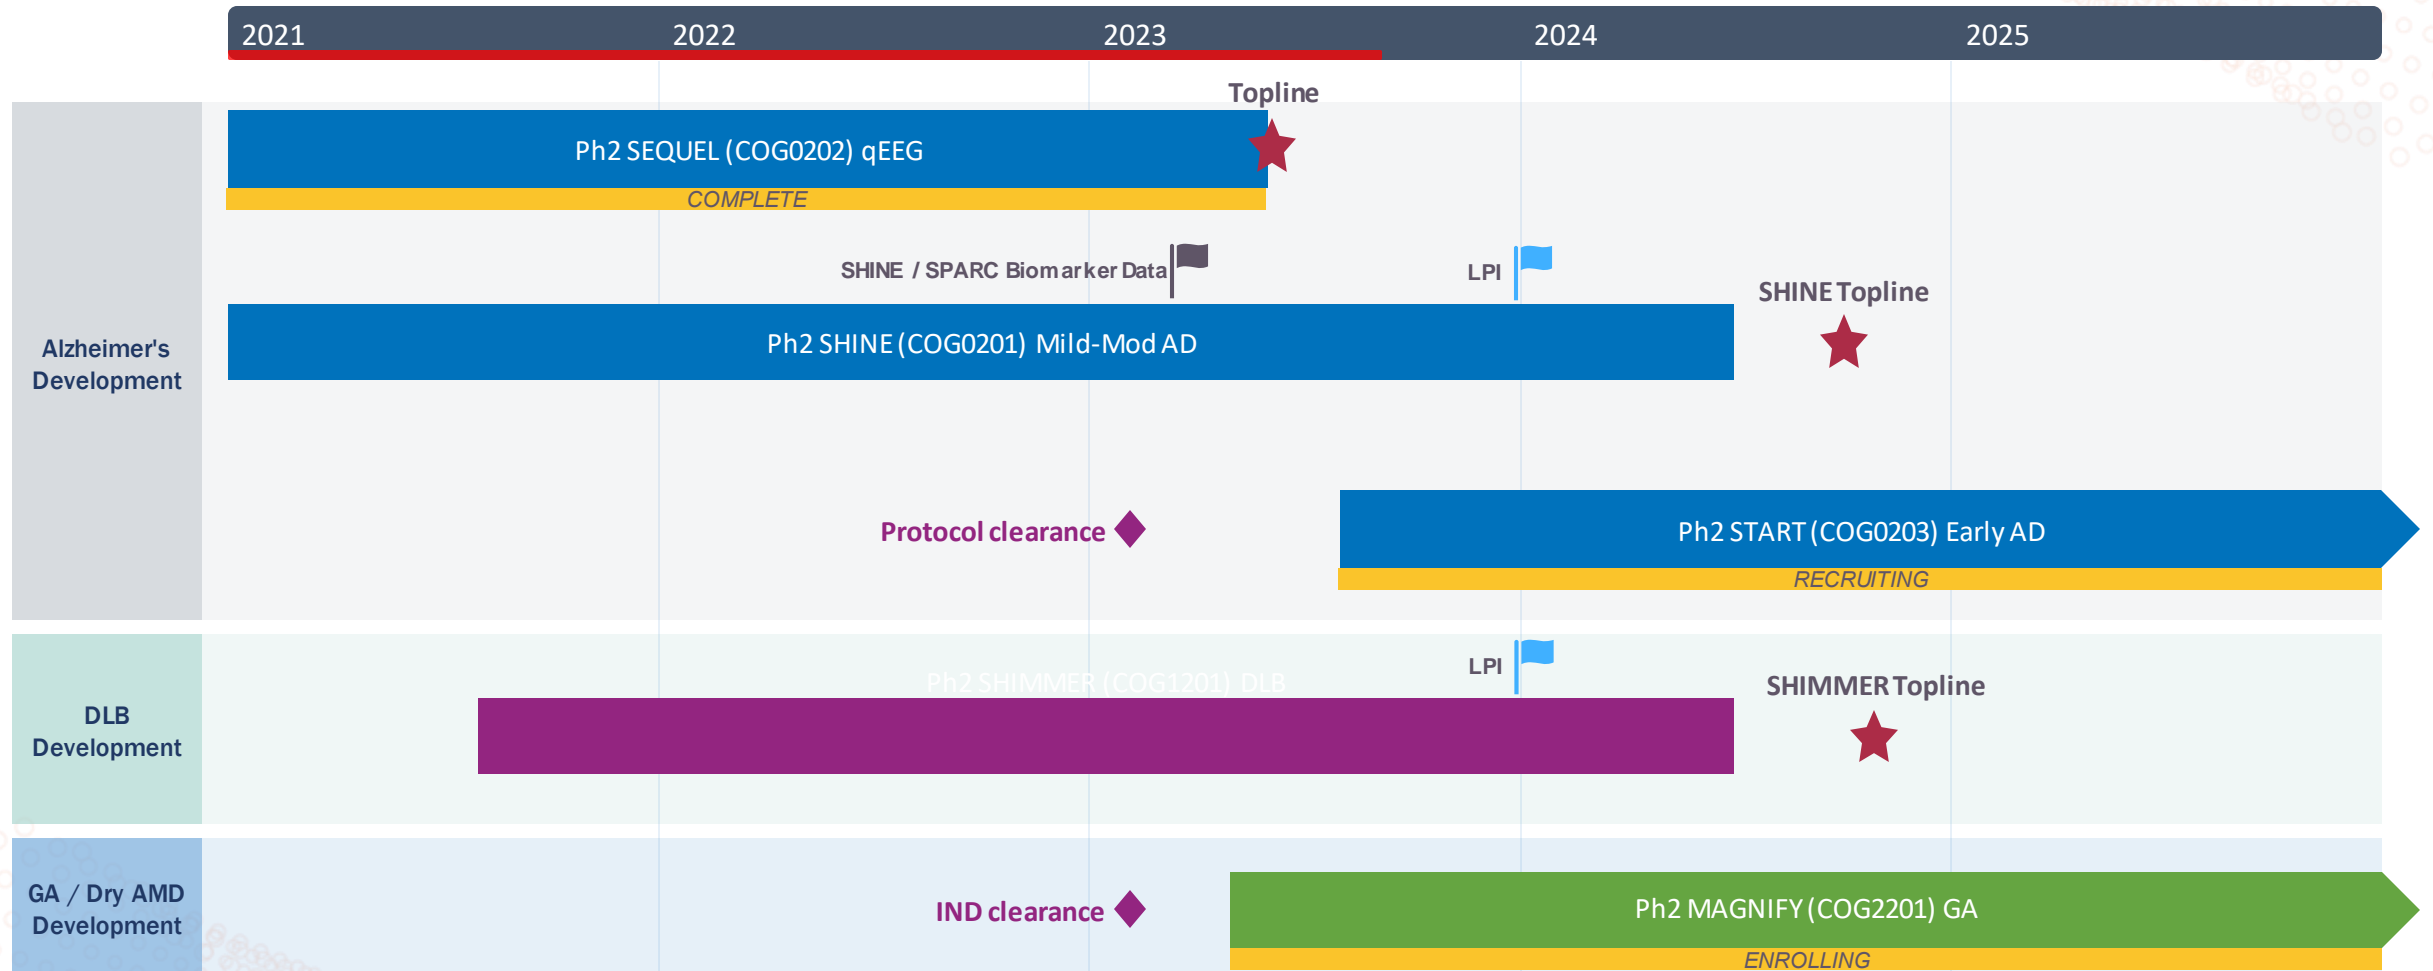 2021 2022 2023 2024 2025
Topline
Ph2 SEQUEL (COG0202) qEEG
COMPLETE
SHINE / SPARC Biomarker Data
LPI
SHINE Topline
Ph2 SHINE (COG0201) Mild-Mod AD
Alzheimer's
Development
Protocol clearance
Ph2 START (COG0203) Early AD
RECRUITING
LPI
Ph2 SHIMMER (COG1201) DLB
SHIMMER Topline
DLB
Development
GA / Dry AMD
Development
IND clearance
Ph2 MAGNIFY (COG2201) GA
ENROLLING